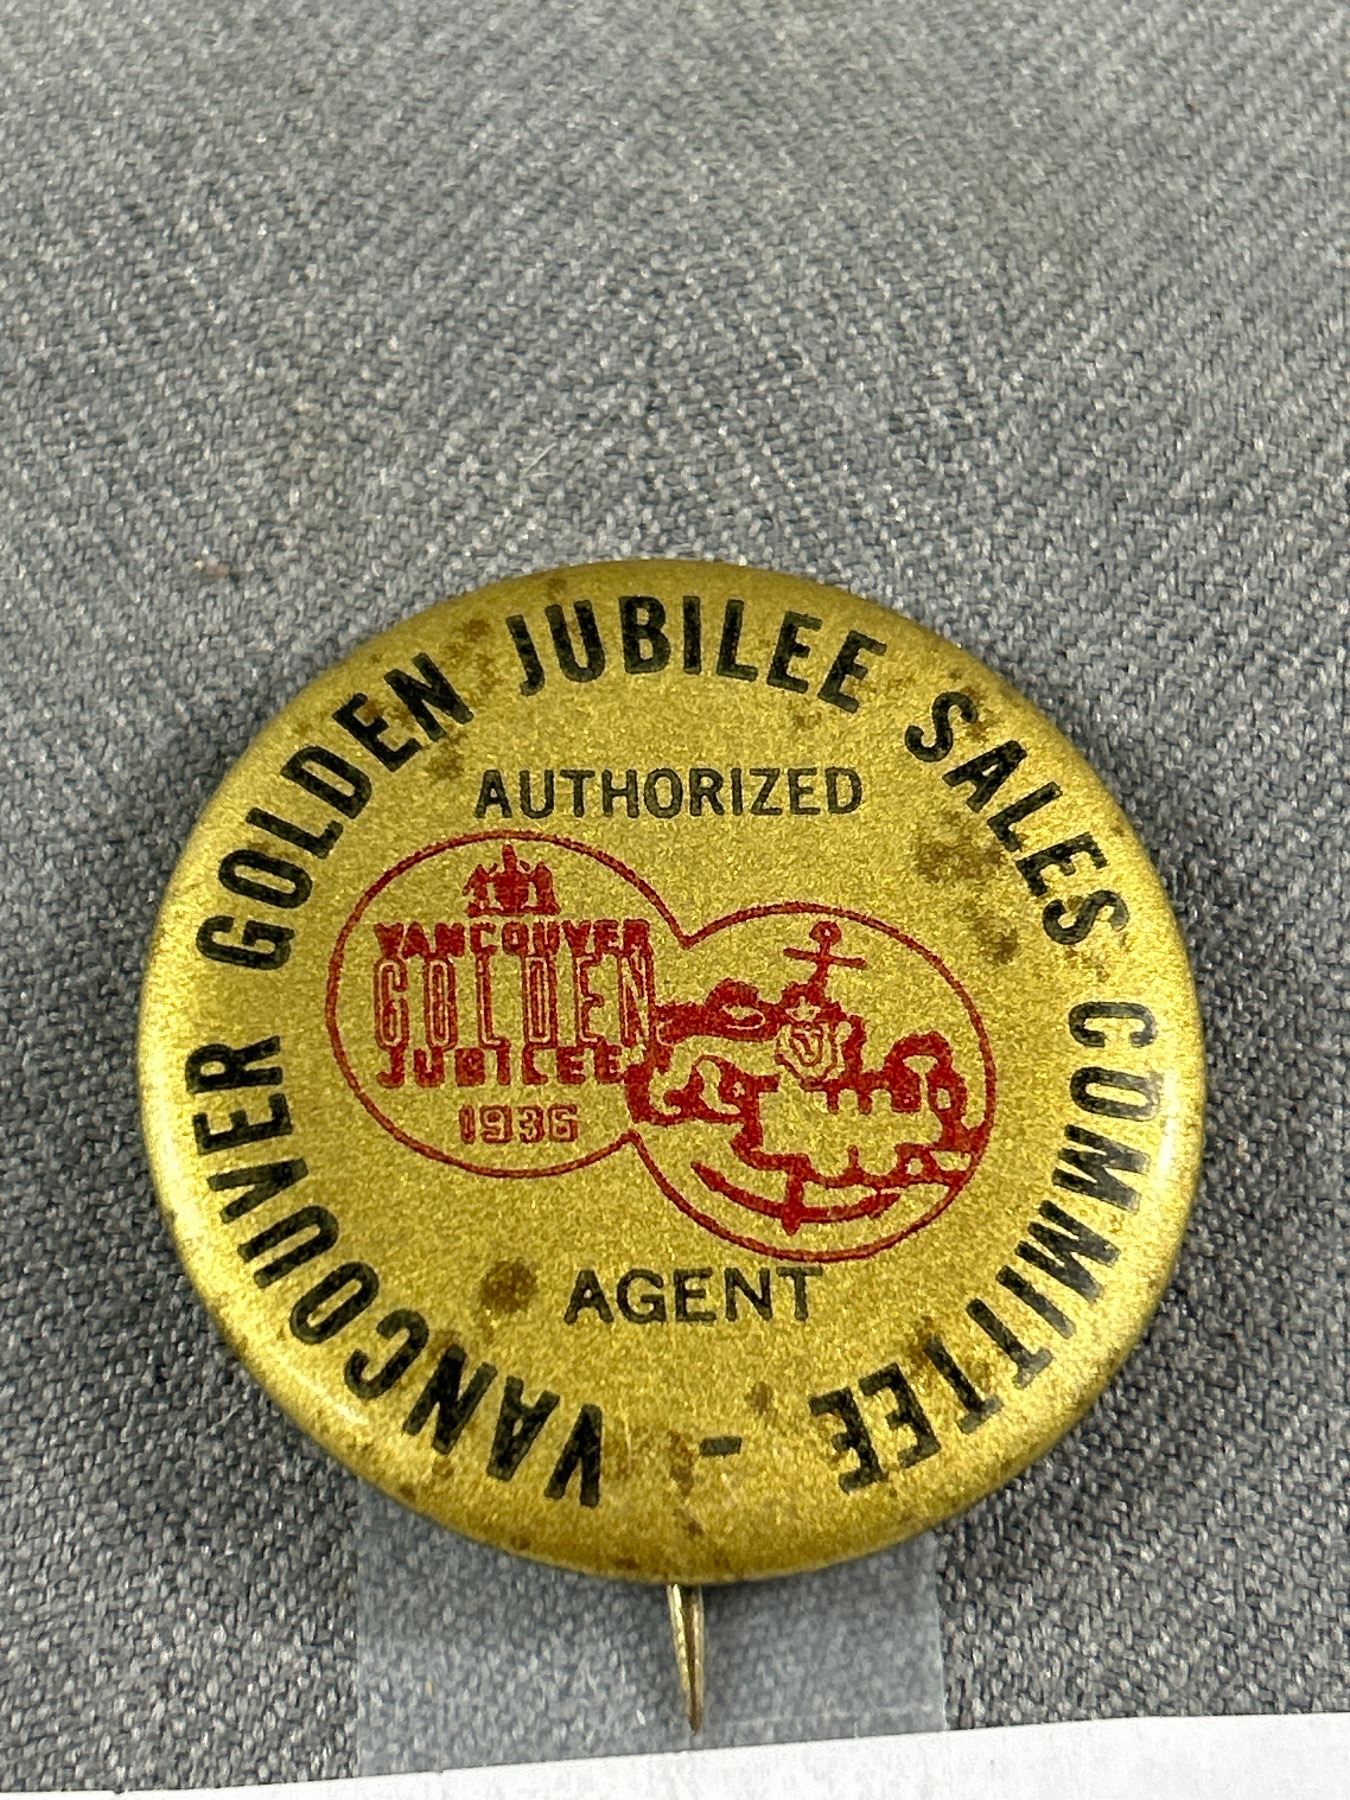 VANCOUVER GOLDEN JUBILEE SALES COMMITTEE -
AUTHORIZED
VANCOUVER
GOLDEN
JUBILEE
1936
AGENT